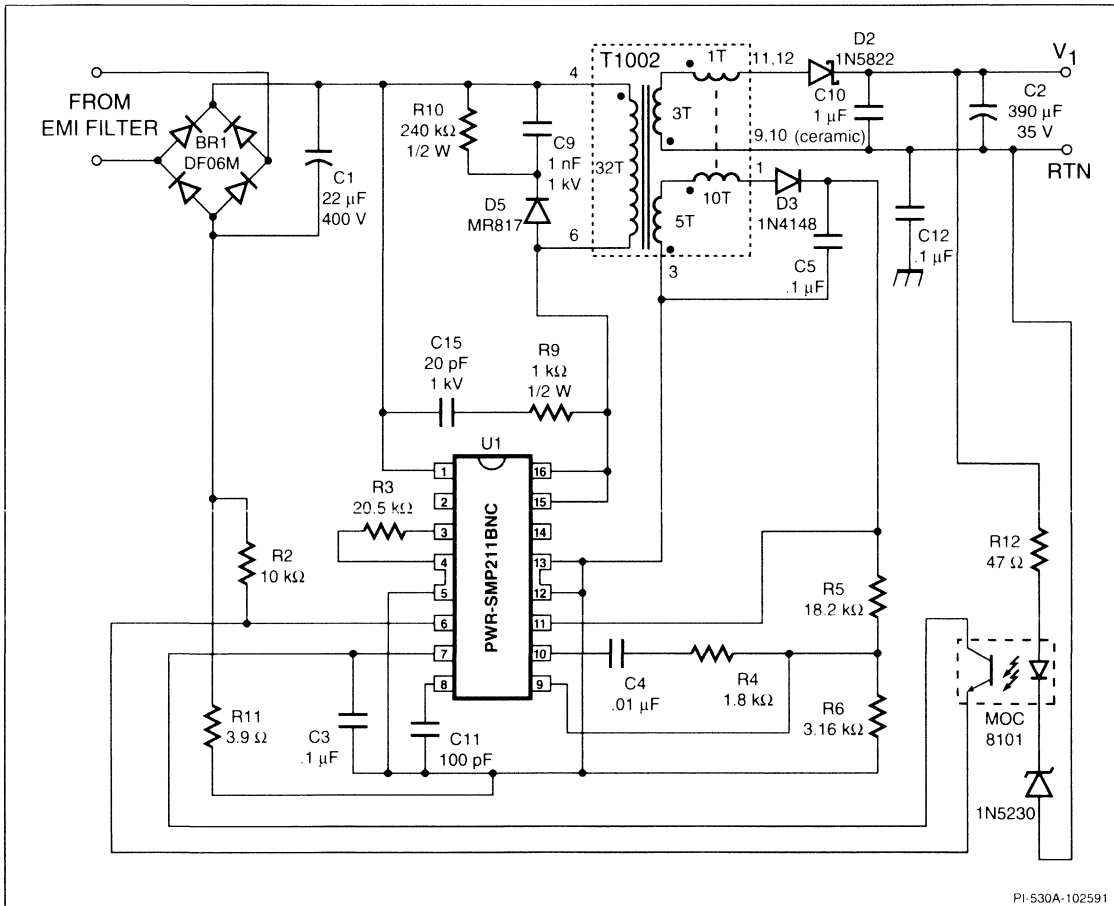 T1002
1T
11,12
D2
1N5822
V1
4
FROM
EMI FILTER
BR1
DF06M
C1
22 µF
400 V
R10
240 kΩ
1/2 W
C9
1 nF
1 kV
32T
3T
C10
1 µF
9,10 (ceramic)
C2
390 µF
35 V
RTN
D5
MR817
6
5T
10T
1
D3
1N4148
3
C5
.1 µF
C12
.1 µF
C15
20 pF
1 kV
R9
1 kΩ
1/2 W
U1
PWR-SMP211BNC
1
2
3
4
5
6
7
8
16
15
14
13
12
11
10
9
R3
20.5 kΩ
R2
10 kΩ
R12
47 Ω
R5
18.2 kΩ
C4
.01 µF
R4
1.8 kΩ
R6
3.16 kΩ
MOC
8101
R11
3.9 Ω
C3
.1 µF
C11
100 pF
1N5230
PI-530A-102591